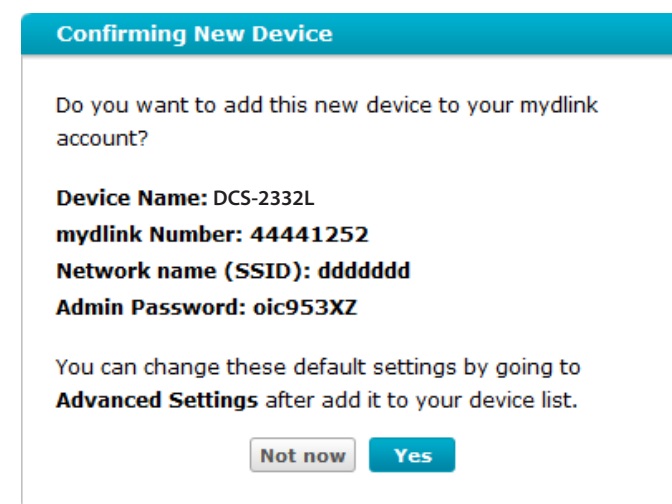 Confirming New Device
Do you want to add this new device to your mydlink
account?
Device Name: DCS-2332L
mydlink Number: 44441252
Network name (SSID): ddddddd
Admin Password: oic953XZ
You can change these default settings by going to
Advanced Settings after add it to your device list.
Not now Yes